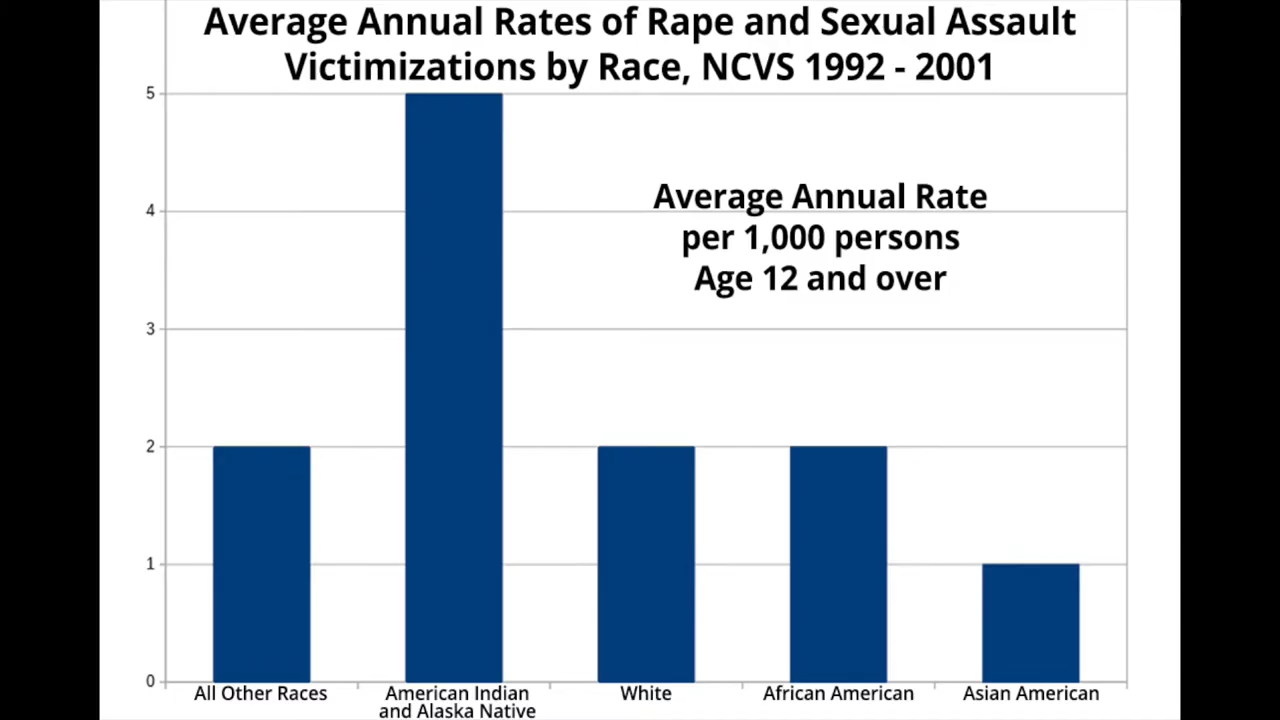 Average Annual Rates of Rape and Sexual Assault
Victimizations by Race, NCVS 1992 - 2001
5
Average Annual Rate
4
per 1,000 persons
Age 12 and over
3
2
1
0
All Other Races
American Indian
and Alaska Native
White
African American
Asian American